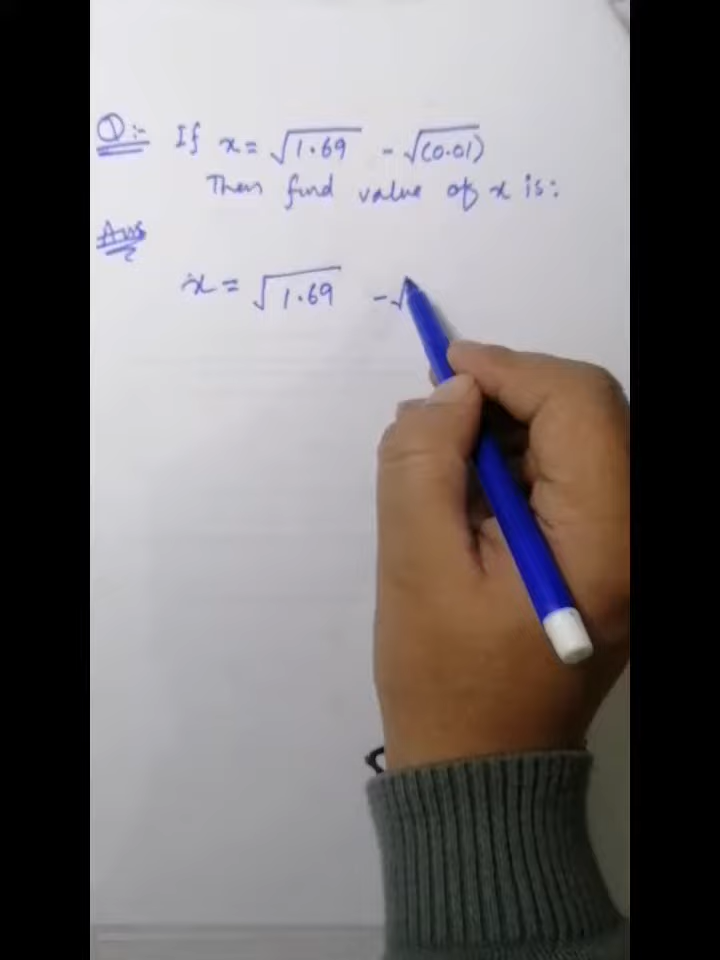 Q:- If x = √1.69 - √(0.01)
Then find value of x is:
Ans
x = √1.69 - √